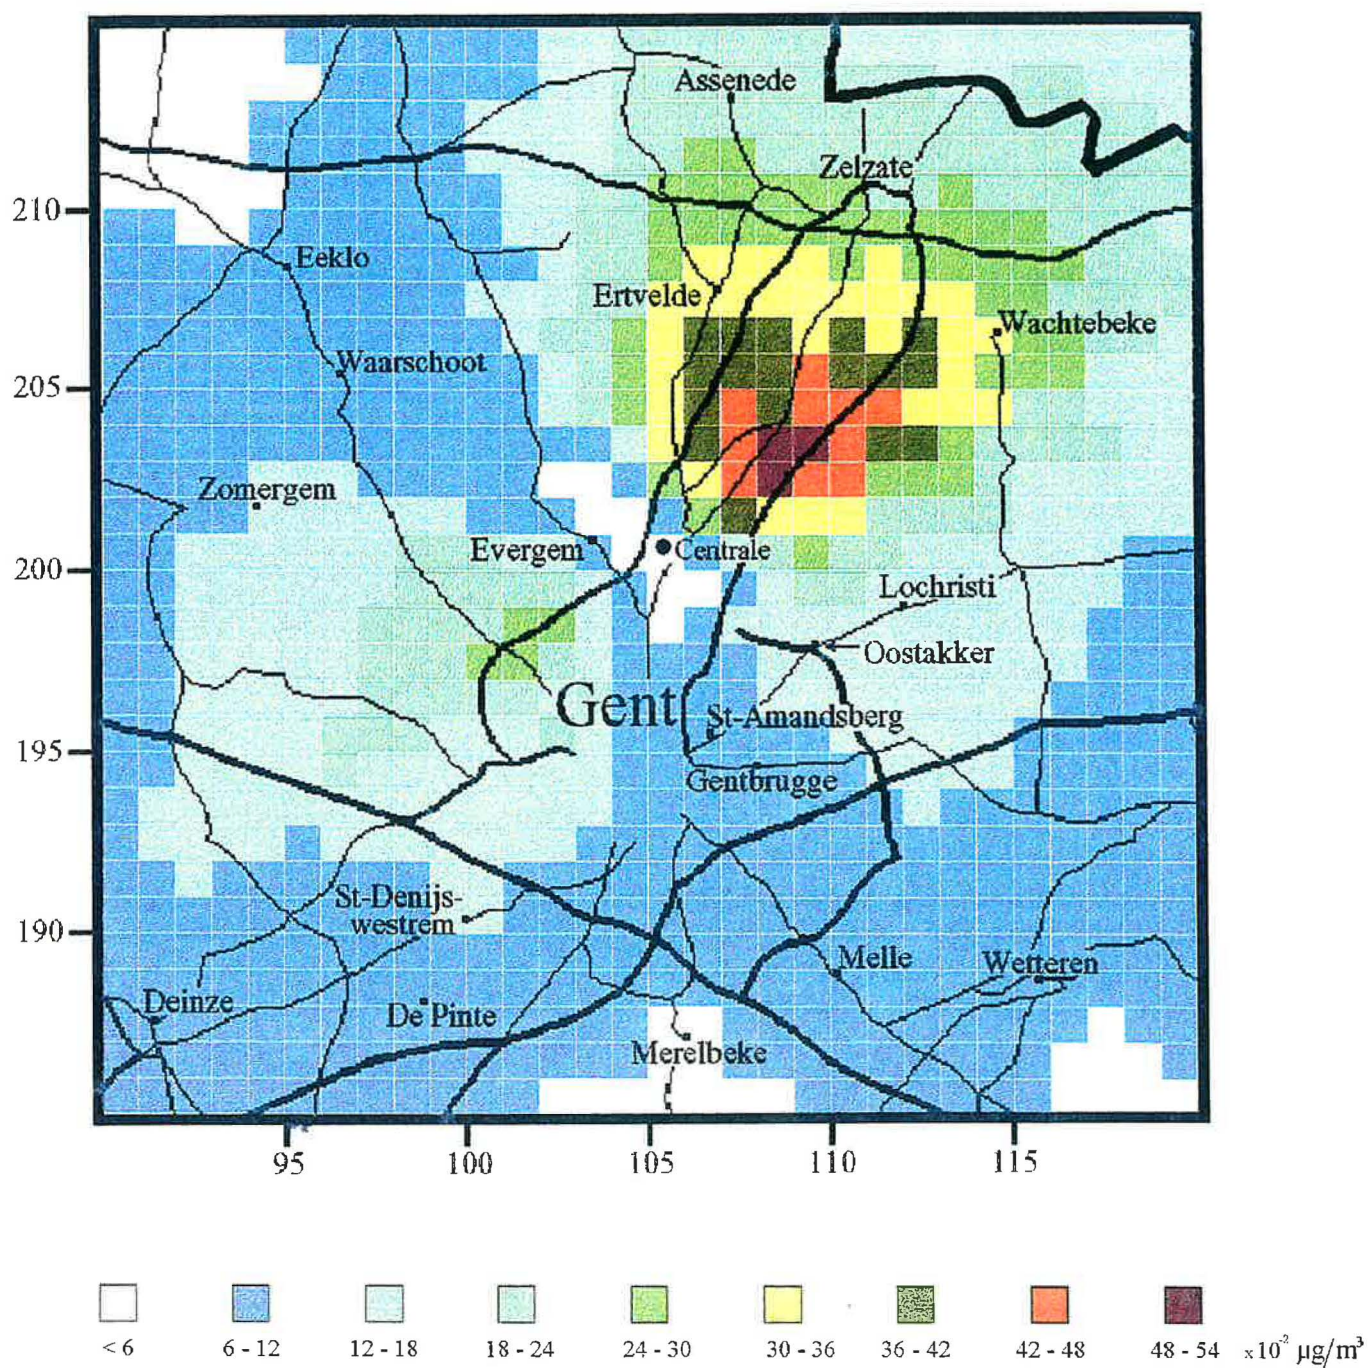 Assenede
Zelzate
210
Eeklo
Ertvelde
Wachtebeke
Waarschoot
205
Zomergem
Evergem
Centrale
200
Lochristi
Oostakker
Gent
St-Amandsberg
195
Gentbrugge
St-Denijs-
westrem
190
Melle
Wetteren
Deinze
De Pinte
Merelbeke
95 100 105 110 115
< 6 6 - 12 12 - 18 18 - 24 24 - 30 30 - 36 36 - 42 42 - 48 48 - 54 x10⁻² µg/m³